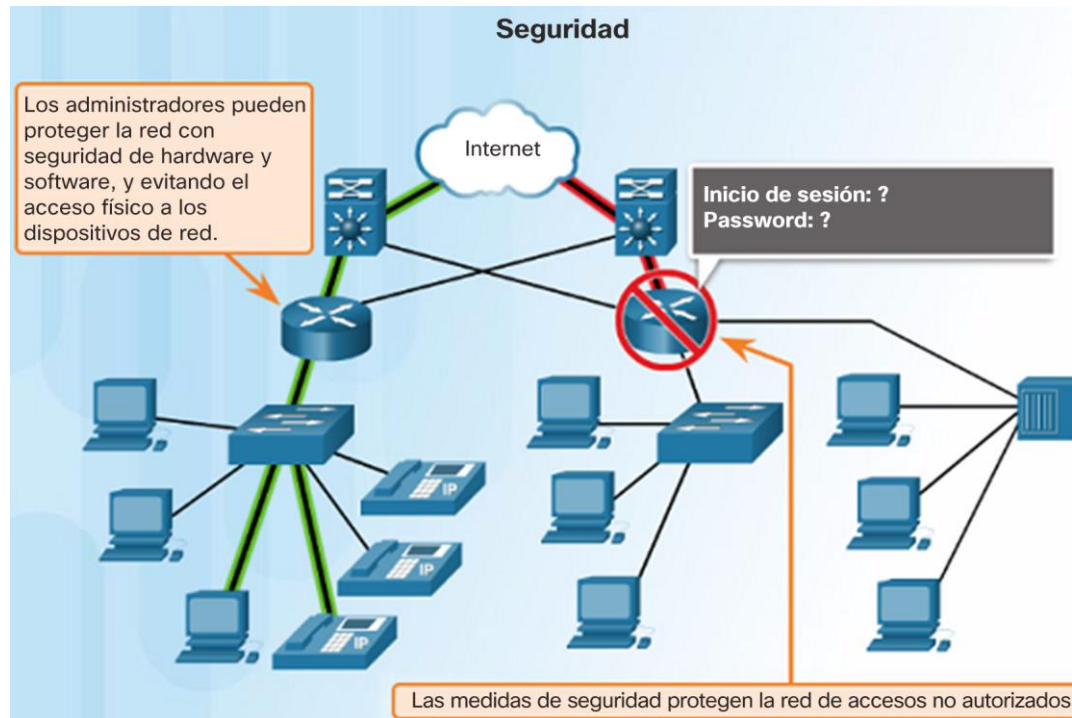 Seguridad
Los administradores pueden
proteger la red con
seguridad de hardware y
software, y evitando el
acceso físico a los
dispositivos de red.
Internet
Inicio de sesión: ?
Password: ?
IP
IP
IP
Las medidas de seguridad protegen la red de accesos no autorizados